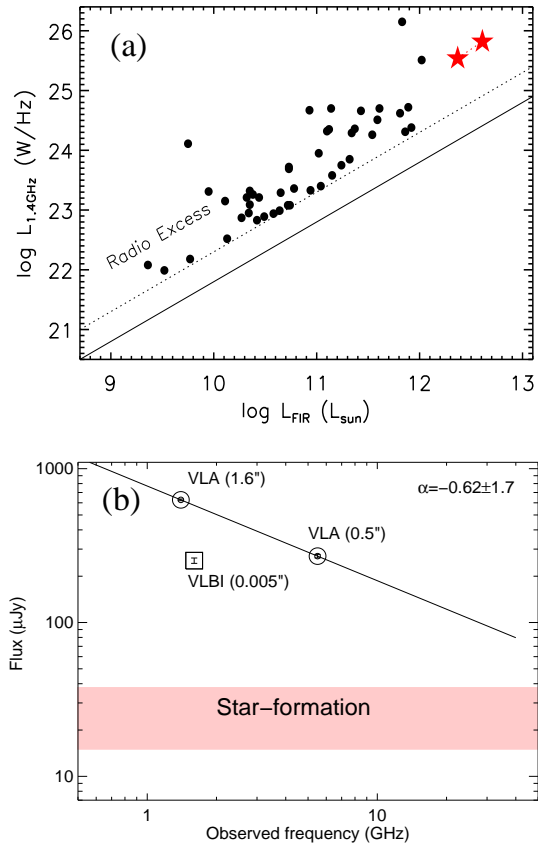 (a)
26
25
24
23
22
21
log L1.4GHz (W/Hz)
Radio Excess
9 10 11 12 13
log LFIR (Lsun)
(b)
1000
100
10
Flux (μJy)
VLA (1.6")
α=−0.62±1.7
VLA (0.5")
VLBI (0.005")
Star−formation
1 10
Observed frequency (GHz)